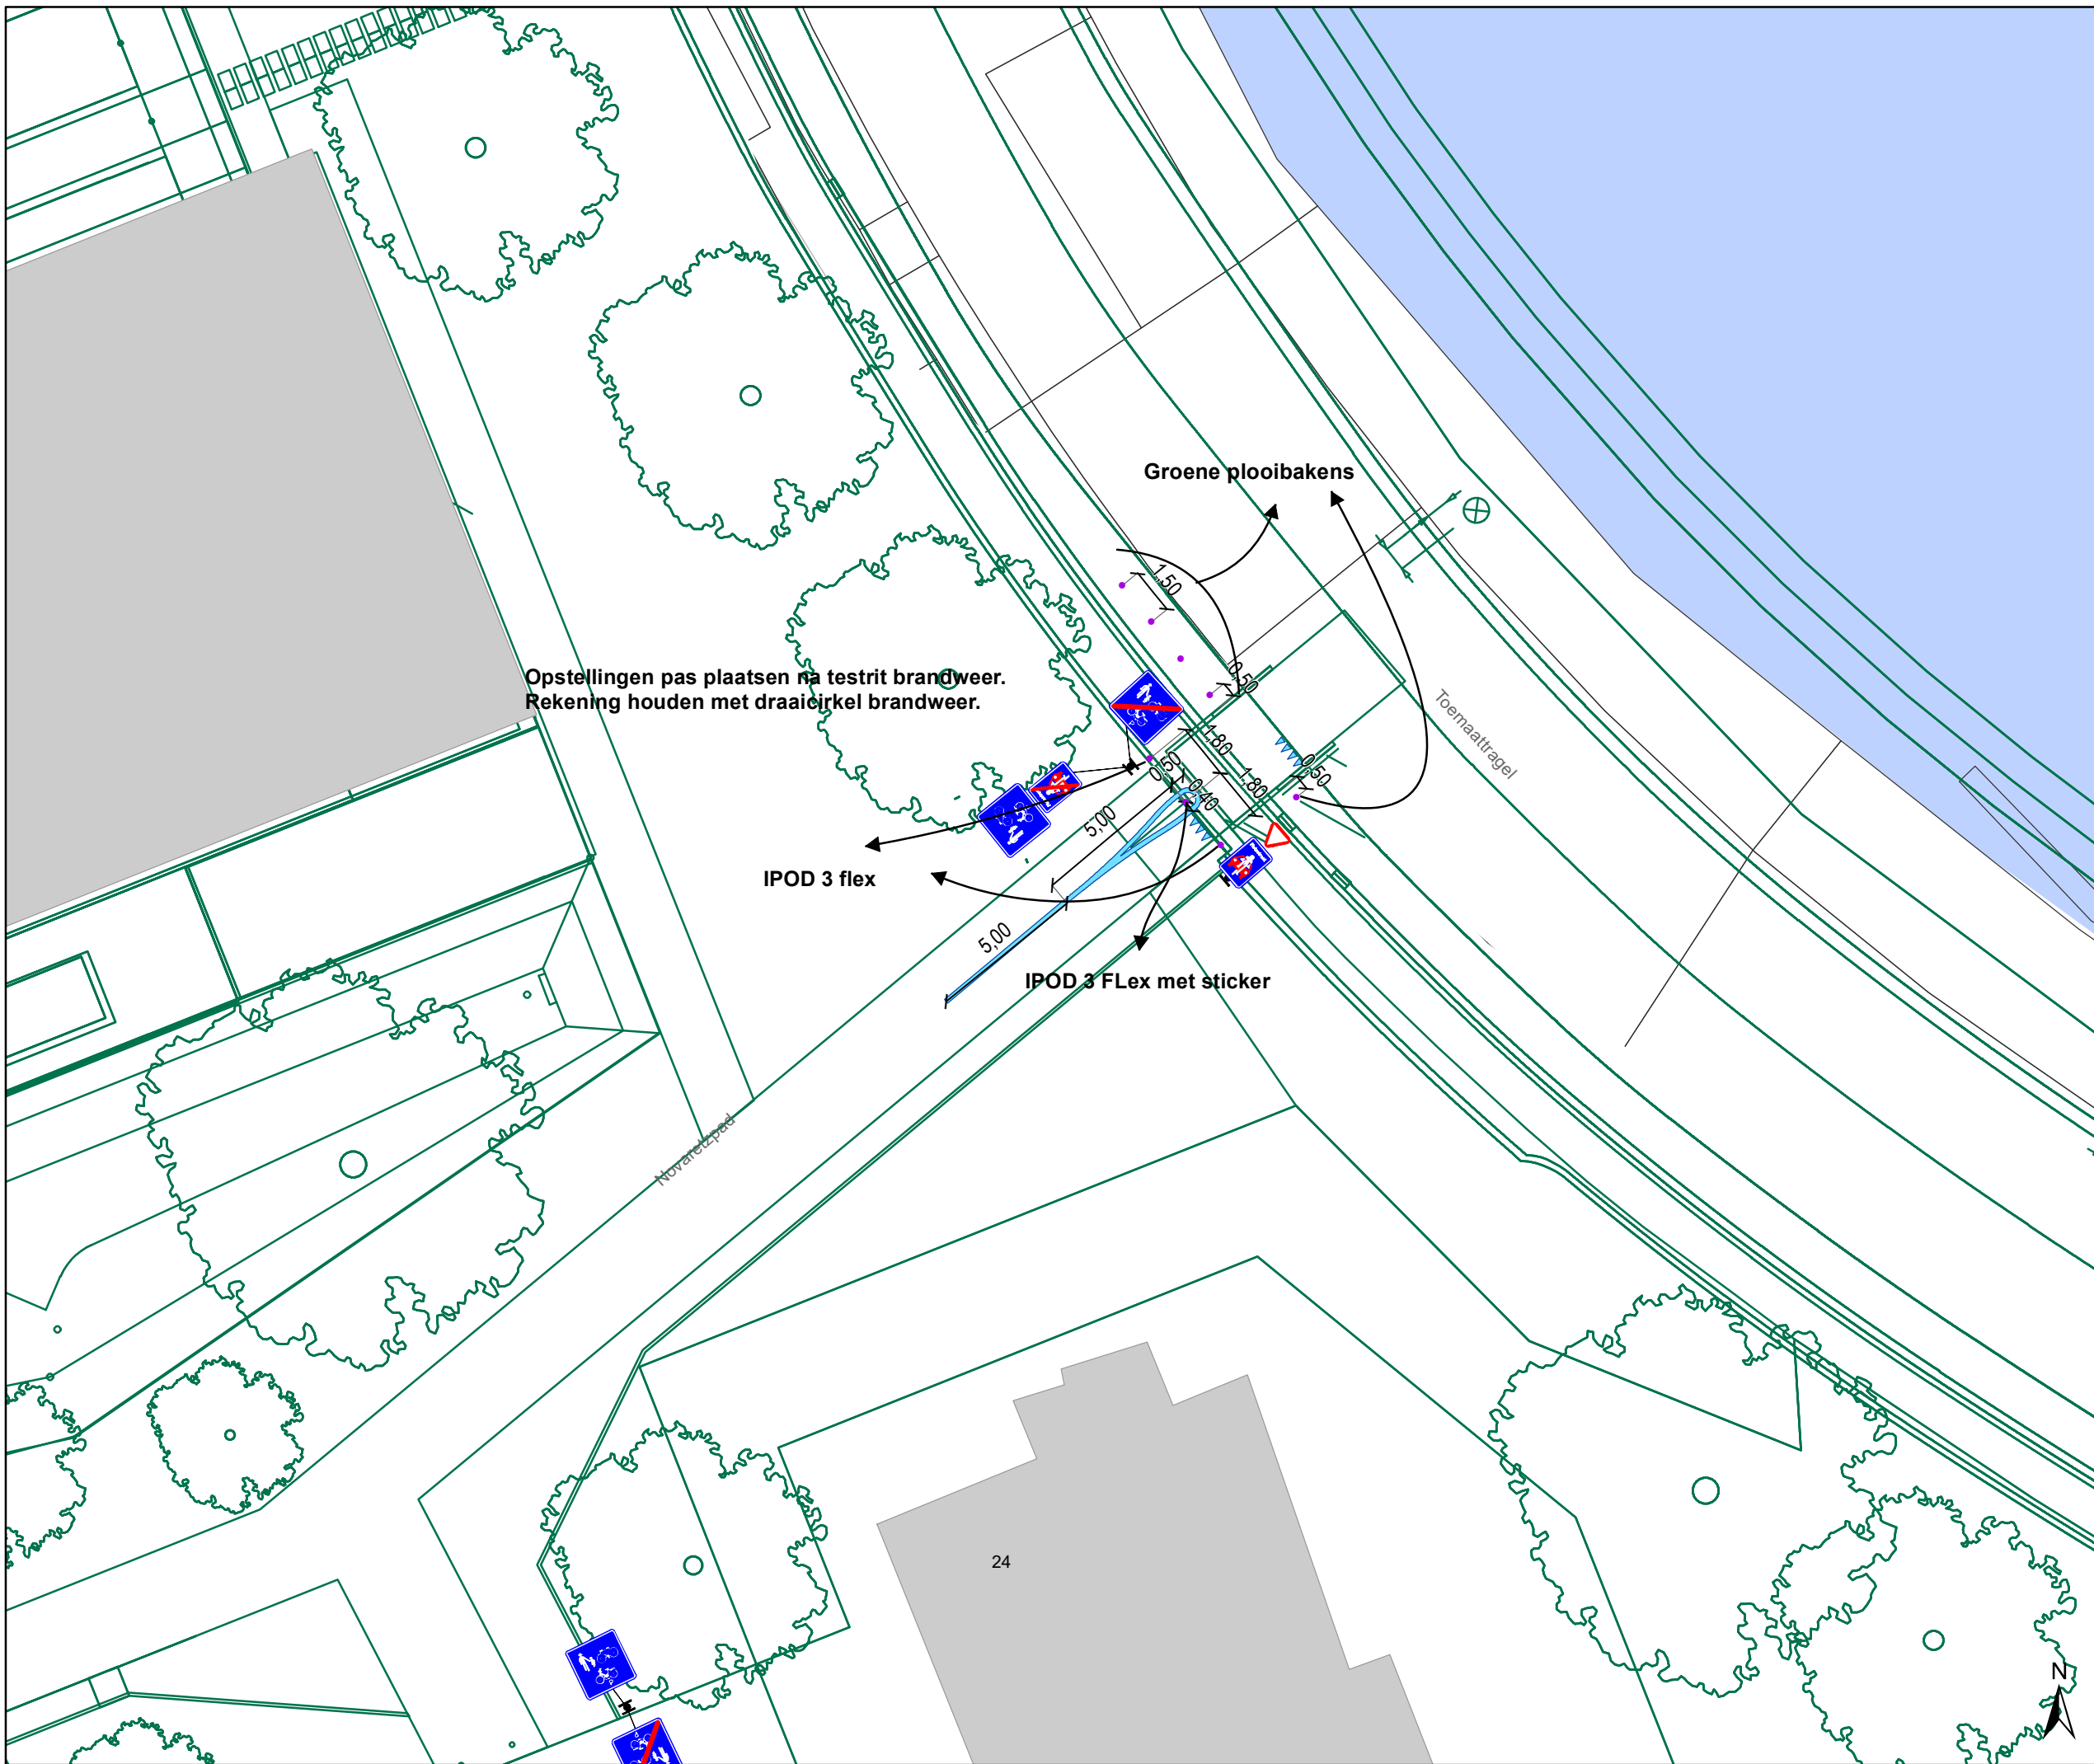 Groene plooibakens
1,50
Opstellingen pas plaatsen na testrit brandweer.
Rekening houden met draaicirkel brandweer.
0,50
Toemaattragel
1,80
0,50
1,80
0,50
0,40
5,00
IPOD 3 flex
5,00
IPOD 3 FLex met sticker
Novaretzpad
24
N